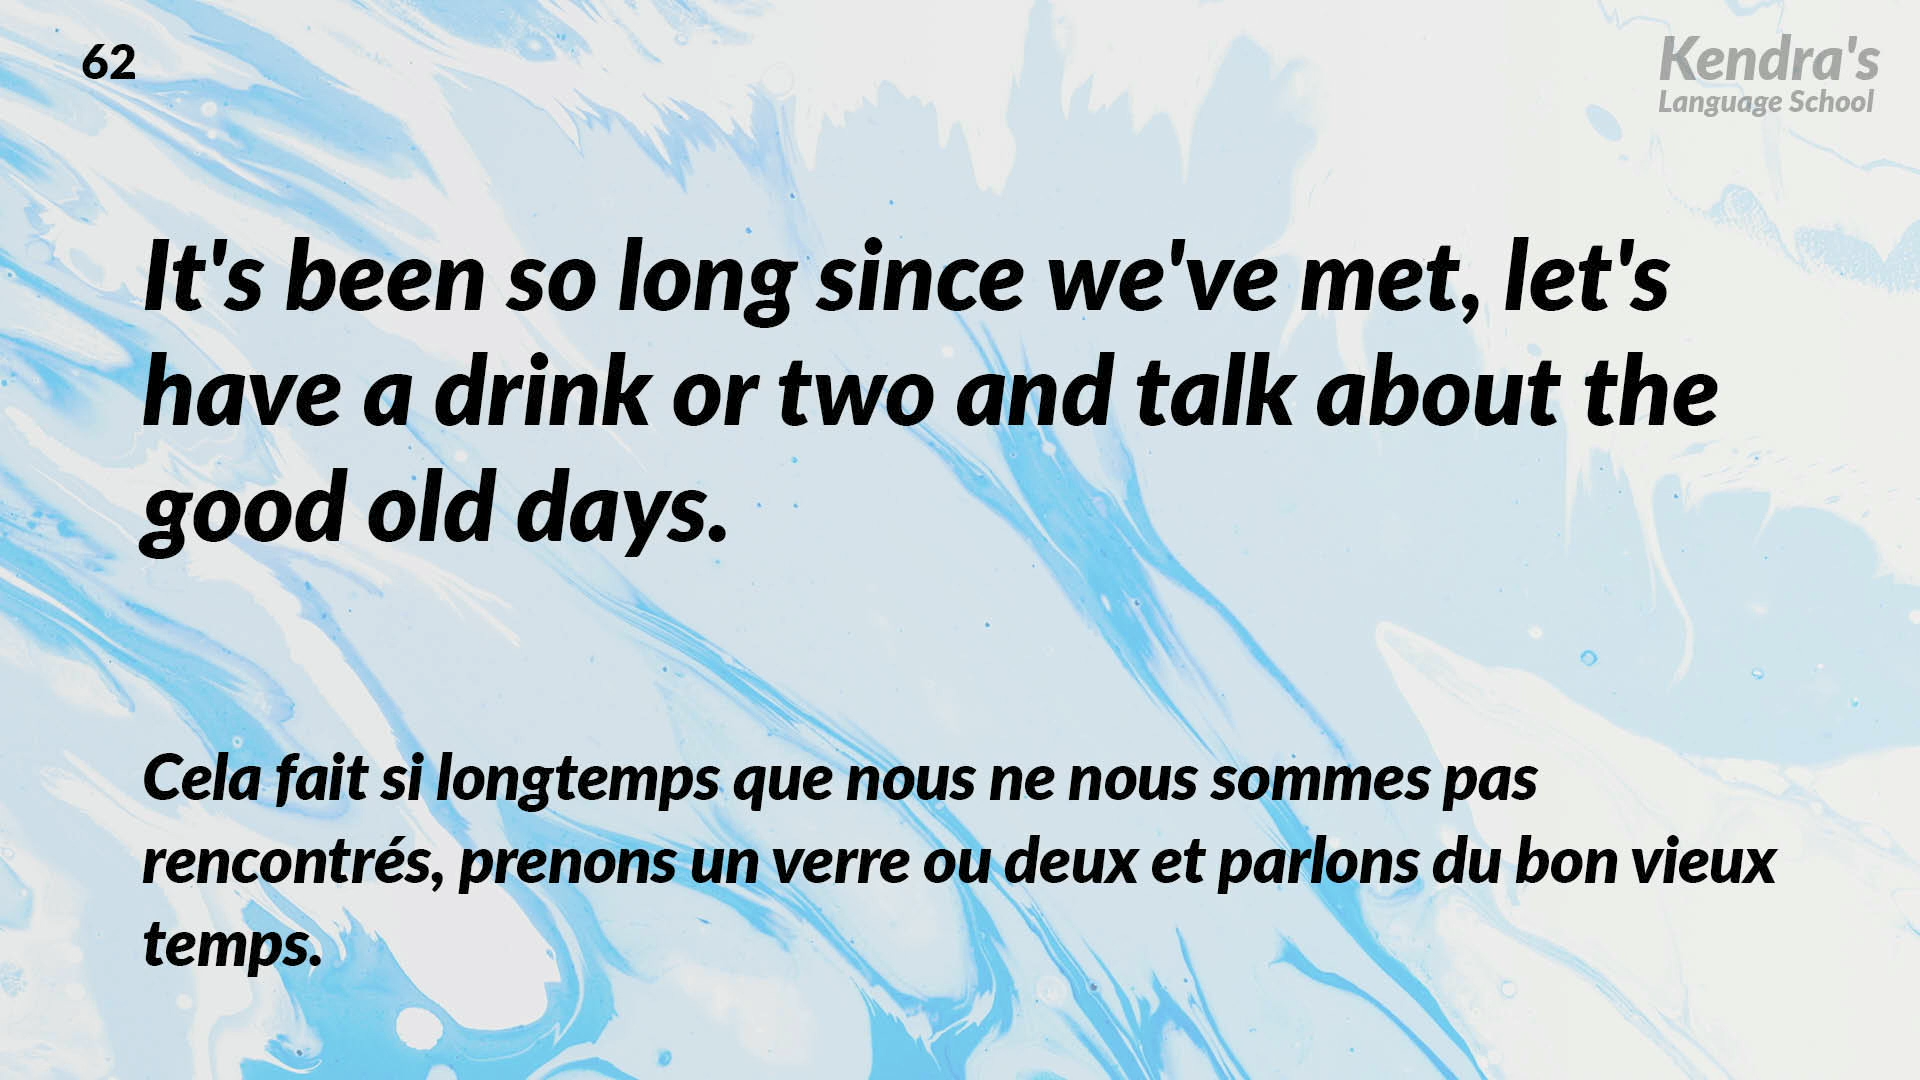 62
Kendra's
Language School
It's been so long since we've met, let's
have a drink or two and talk about the
good old days.
Cela fait si longtemps que nous ne nous sommes pas
rencontrés, prenons un verre ou deux et parlons du bon vieux
temps.